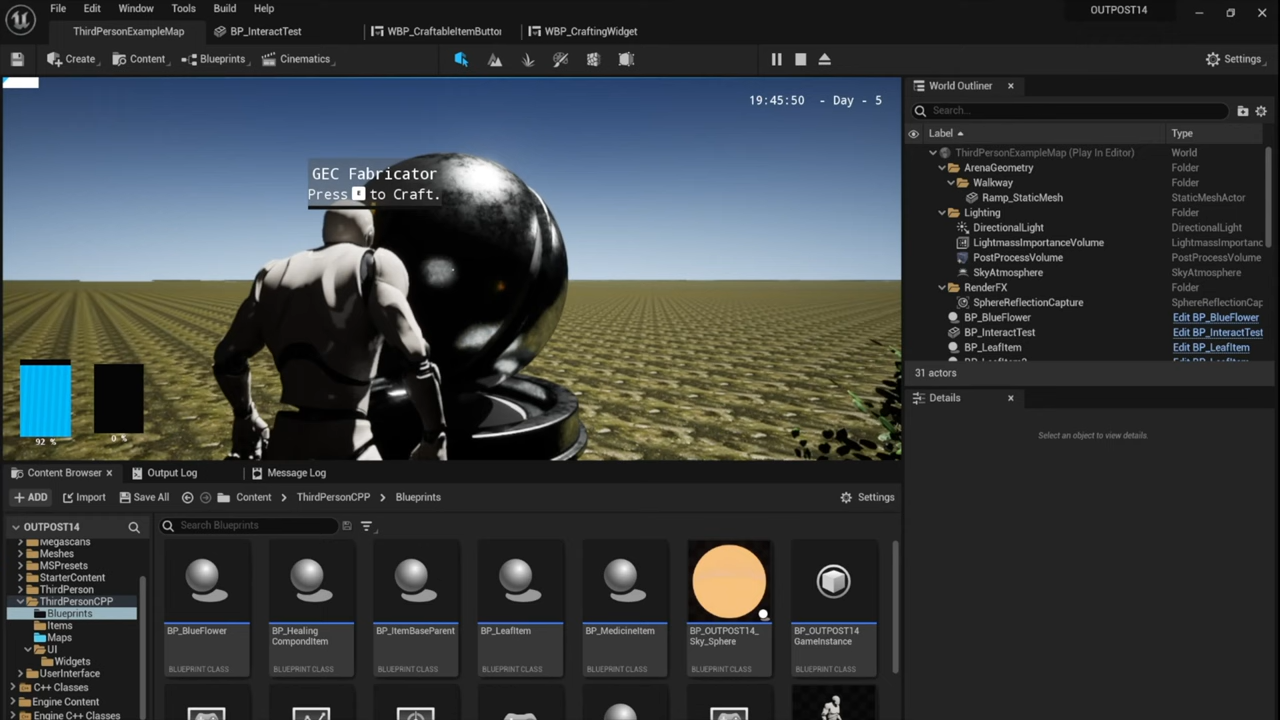 File Edit Window Tools Build Help
OUTPOST14
ThirdPersonExampleMap
BP_InteractTest
WBP_CraftableItemButto
WBP_CraftingWidget
Create
Content
Blueprints
Cinematics
Settings
19:45:50 - Day - 5
GEC Fabricator
Press E to Craft.
92 %
0 %
World Outliner
Search...
Label
Type
ThirdPersonExampleMap (Play In Editor) World
ArenaGeometry Folder
Walkway Folder
Ramp_StaticMesh StaticMeshActor
Lighting Folder
DirectionalLight DirectionalLight
LightmassImportanceVolume LightmassImportanc
PostProcessVolume PostProcessVolume
SkyAtmosphere SkyAtmosphere
RenderFX Folder
SphereReflectionCapture SphereReflectionCap
BP_BlueFlower Edit BP_BlueFlower
BP_InteractTest Edit BP_InteractTest
BP_LeafItem Edit BP_LeafItem
31 actors
Details
Select an object to view details.
Content Browser
Output Log
Message Log
ADD
Import
Save All
Content
ThirdPersonCPP
Blueprints
Settings
OUTPOST14
Megascans
Meshes
MSPresets
StarterContent
ThirdPerson
ThirdPersonCPP
Blueprints
Items
Maps
UI
Widgets
UserInterface
C++ Classes
Engine Content
Engine C++ Classes
Search Blueprints
BP_BlueFlower
BLUEPRINT CLASS
BP_Healing
CompondItem
BLUEPRINT CLASS
BP_ItemBaseParent
BLUEPRINT CLASS
BP_LeafItem
BLUEPRINT CLASS
BP_MedicineItem
BLUEPRINT CLASS
BP_OUTPOST14_
Sky_Sphere
BLUEPRINT CLASS
BP_OUTPOST14
GameInstance
BLUEPRINT CLASS